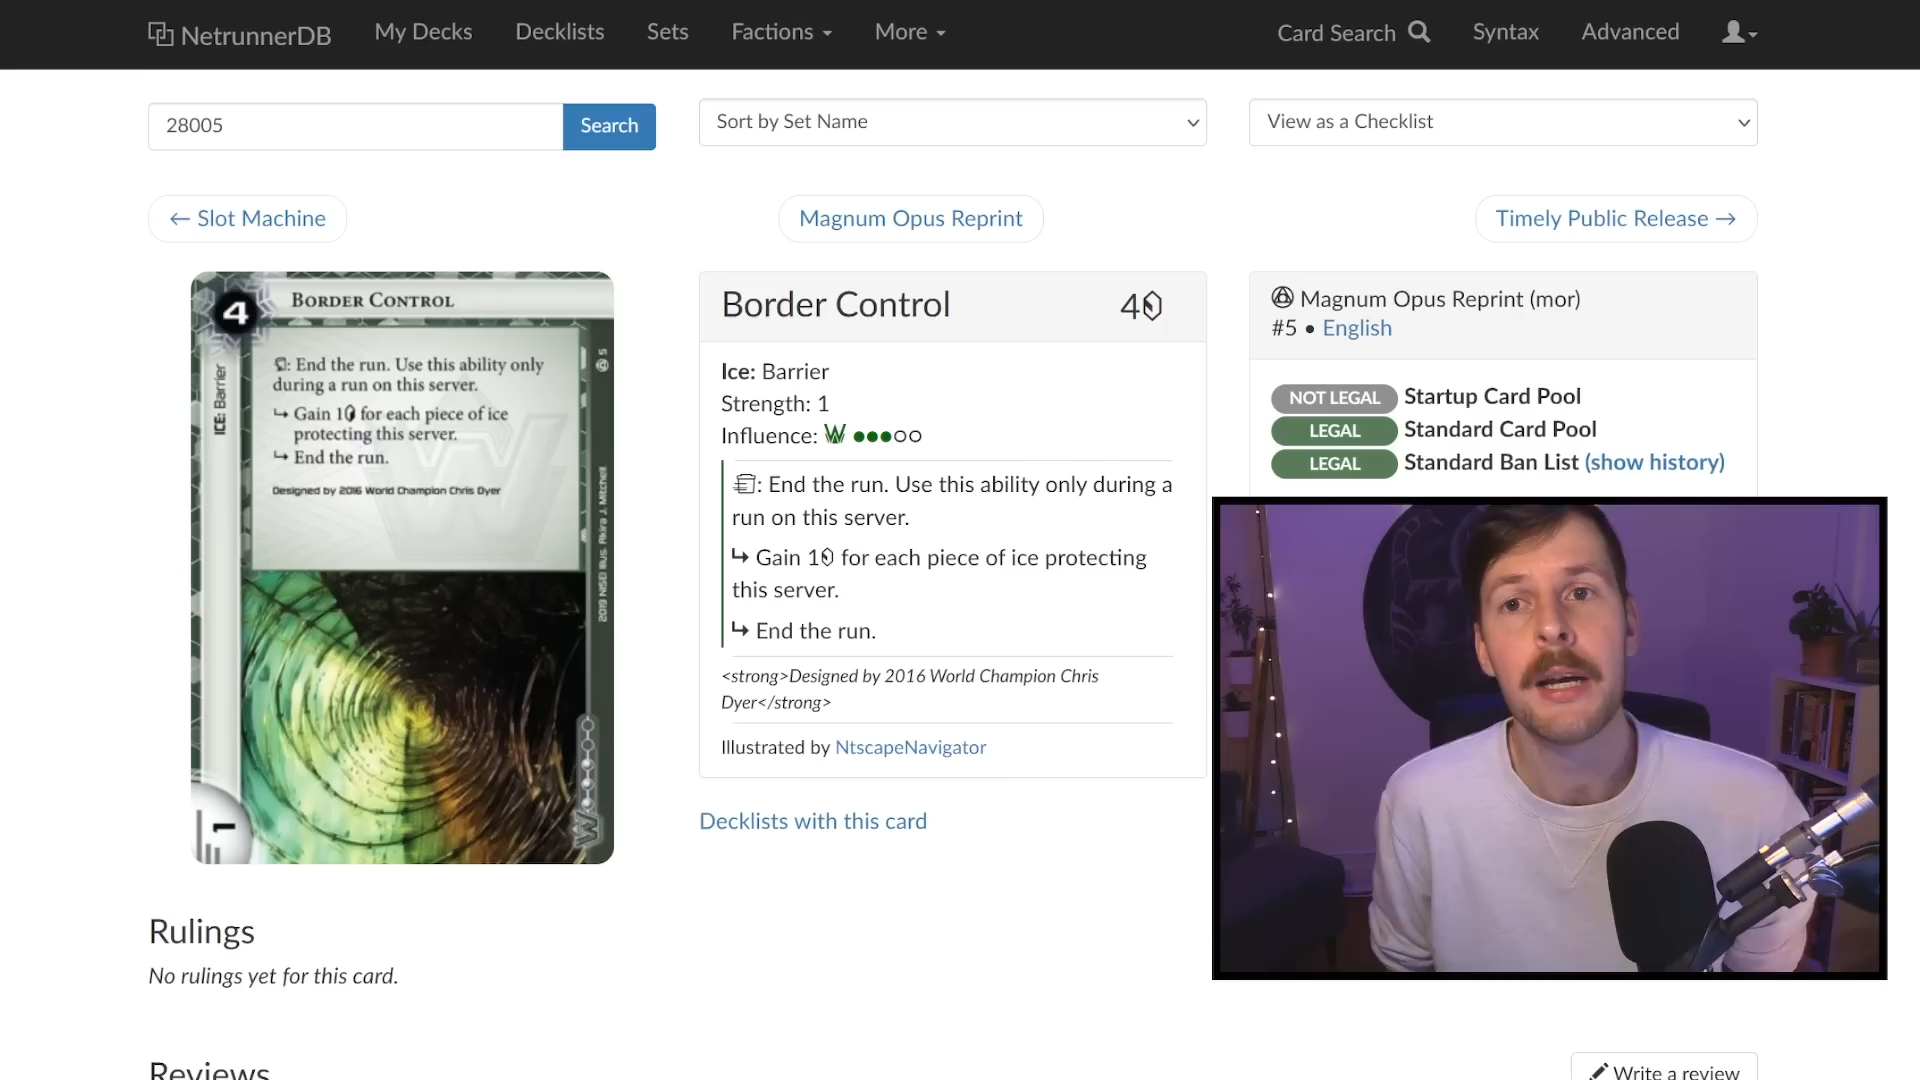 NetrunnerDB
My Decks
Decklists
Sets
Factions
More
Card Search
Syntax
Advanced
28005
Search
Sort by Set Name
View as a Checklist
← Slot Machine
Magnum Opus Reprint
Timely Public Release →
4
BORDER CONTROL
: End the run. Use this ability only
during a run on this server.
↳ Gain 1 for each piece of ice
protecting this server.
↳ End the run.
Designed by 2016 World Champion Chris Dyer
ICE: Barrier
5
2019 NISEI Illus. Akira J. Mitchell
1
Border Control
4
Ice: Barrier
Strength: 1
Influence: ●●●○○
: End the run. Use this ability only during a
run on this server.
↳ Gain 1 for each piece of ice protecting
this server.
↳ End the run.
<strong>Designed by 2016 World Champion Chris
Dyer</strong>
Illustrated by NtscapeNavigator
Decklists with this card
Magnum Opus Reprint (mor)
#5 • English
NOT LEGAL Startup Card Pool
LEGAL Standard Card Pool
LEGAL Standard Ban List (show history)
Rulings
No rulings yet for this card.
Reviews
Write a review